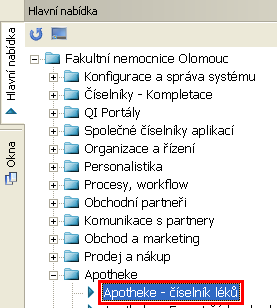 Hlavní nabídka
Hlavní nabídka
Okna
Fakultní nemocnice Olomouc
Konfigurace a správa systému
Číselníky - Kompletace
QI Portály
Společné číselníky aplikací
Organizace a řízení
Personalistika
Procesy, workflow
Obchodní partneři
Komunikace s partnery
Obchod a marketing
Prodej a nákup
Apotheke
Apotheke - číselník léků